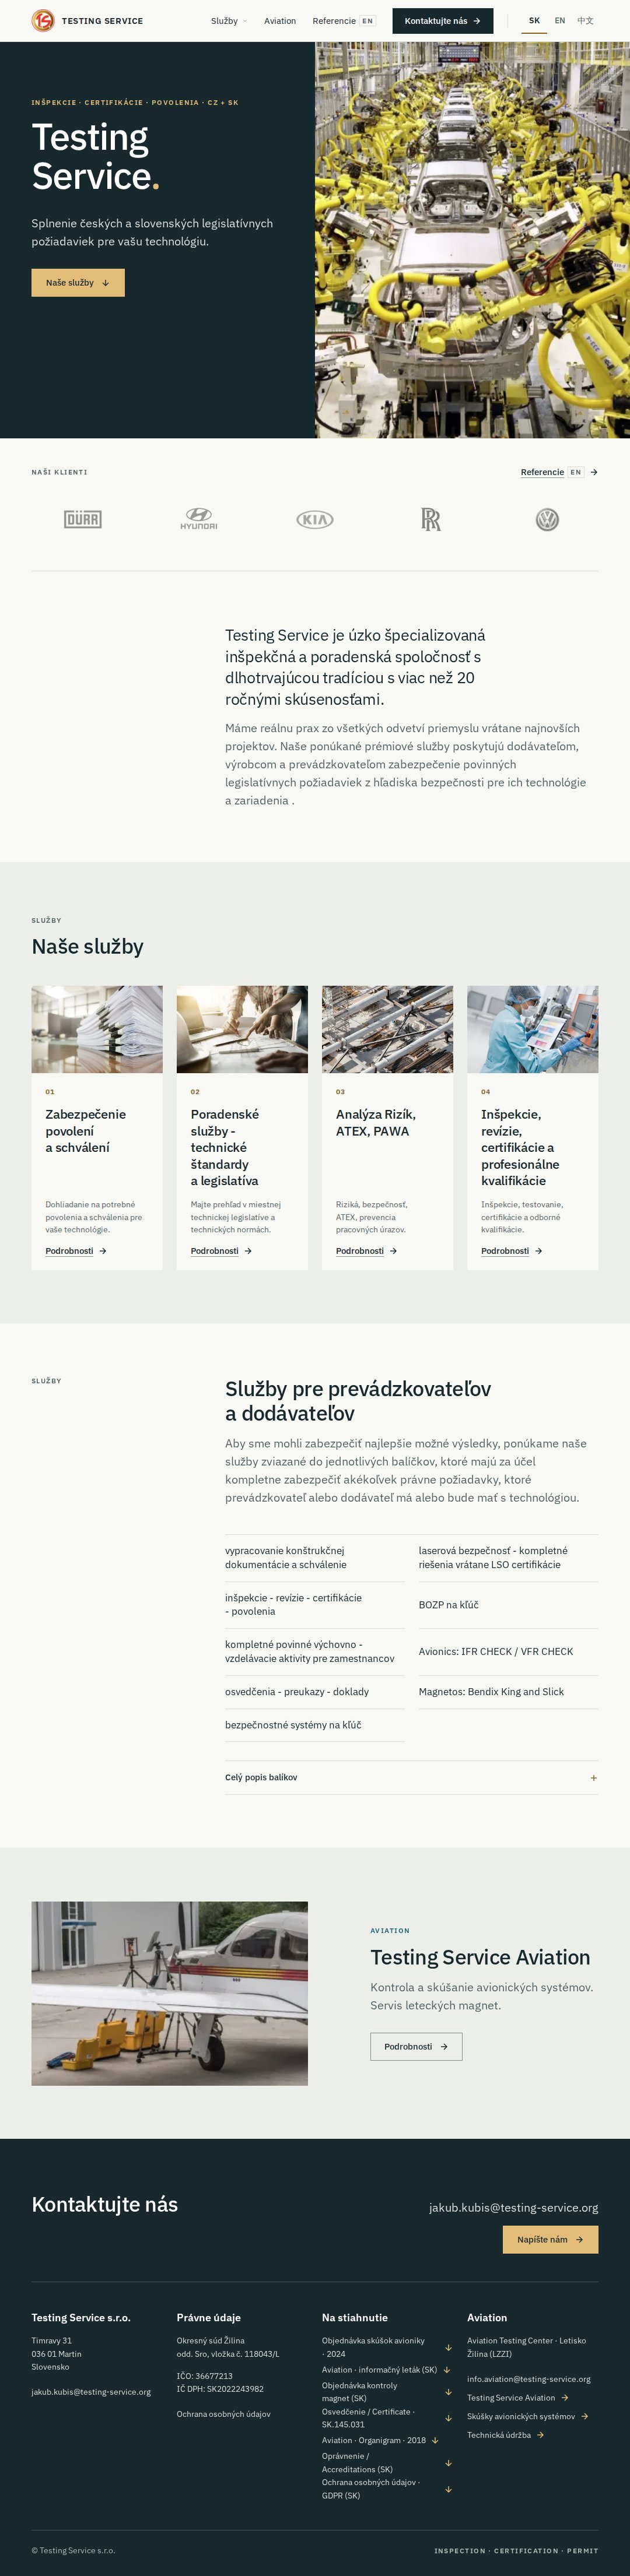 TESTING SERVICE
Služby
Aviation
Referencie EN
Kontaktujte nás
SK
EN
中文
INŠPEKCIE · CERTIFIKÁCIE · POVOLENIA · CZ + SK
Testing
Service.
Splnenie českých a slovenských legislatívnych
požiadaviek pre vašu technológiu.
Naše služby
NAŠI KLIENTI
Referencie EN
DÜRR
HYUNDAI
KIA
Testing Service je úzko špecializovaná
inšpekčná a poradenská spoločnosť s
dlhotrvajúcou tradíciou s viac než 20
ročnými skúsenosťami.
Máme reálnu prax zo všetkých odvetví priemyslu vrátane najnovších
projektov. Naše ponúkané prémiové služby poskytujú dodávateľom,
výrobcom a prevádzkovateľom zabezpečenie povinných
legislatívnych požiadaviek z hľadiska bezpečnosti pre ich technológie
a zariadenia .
SLUŽBY
Naše služby
01
Zabezpečenie
povolení
a schválení
Dohliadanie na potrebné
povolenia a schválenia pre
vaše technológie.
Podrobnosti
02
Poradenské
služby -
technické
štandardy
a legislatíva
Majte prehľad v miestnej
technickej legislatíve a
technických normách.
Podrobnosti
03
Analýza Rizík,
ATEX, PAWA
Riziká, bezpečnosť,
ATEX, prevencia
pracovných úrazov.
Podrobnosti
04
Inšpekcie,
revízie,
certifikácie a
profesionálne
kvalifikácie
Inšpekcie, testovanie,
certifikácie a odborné
kvalifikácie.
Podrobnosti
SLUŽBY
Služby pre prevádzkovateľov
a dodávateľov
Aby sme mohli zabezpečiť najlepšie možné výsledky, ponúkame naše
služby zviazané do jednotlivých balíčkov, ktoré majú za účel
kompletne zabezpečiť akékoľvek právne požiadavky, ktoré
prevádzkovateľ alebo dodávateľ má alebo bude mať s technológiou.
vypracovanie konštrukčnej
dokumentácie a schválenie
laserová bezpečnosť - kompletné
riešenia vrátane LSO certifikácie
inšpekcie - revízie - certifikácie
- povolenia
BOZP na kľúč
kompletné povinné výchovno -
vzdelávacie aktivity pre zamestnancov
Avionics: IFR CHECK / VFR CHECK
osvedčenia - preukazy - doklady
Magnetos: Bendix King and Slick
bezpečnostné systémy na kľúč
Celý popis balíkov
AVIATION
Testing Service Aviation
Kontrola a skúšanie avionických systémov.
Servis leteckých magnet.
Podrobnosti
Kontaktujte nás
jakub.kubis@testing-service.org
Napíšte nám
Testing Service s.r.o.
Timravy 31
036 01 Martin
Slovensko
jakub.kubis@testing-service.org
Právne údaje
Okresný súd Žilina
odd. Sro, vložka č. 118043/L
IČO: 36677213
IČ DPH: SK2022243982
Ochrana osobných údajov
Na stiahnutie
Objednávka skúšok avioniky
· 2024
Aviation · informačný leták (SK)
Objednávka kontroly
magnet (SK)
Osvedčenie / Certificate ·
SK.145.031
Aviation · Organigram · 2018
Oprávnenie /
Accreditations (SK)
Ochrana osobných údajov ·
GDPR (SK)
Aviation
Aviation Testing Center · Letisko
Žilina (LZZI)
info.aviation@testing-service.org
Testing Service Aviation
Skúšky avionických systémov
Technická údržba
© Testing Service s.r.o.
INSPECTION · CERTIFICATION · PERMIT